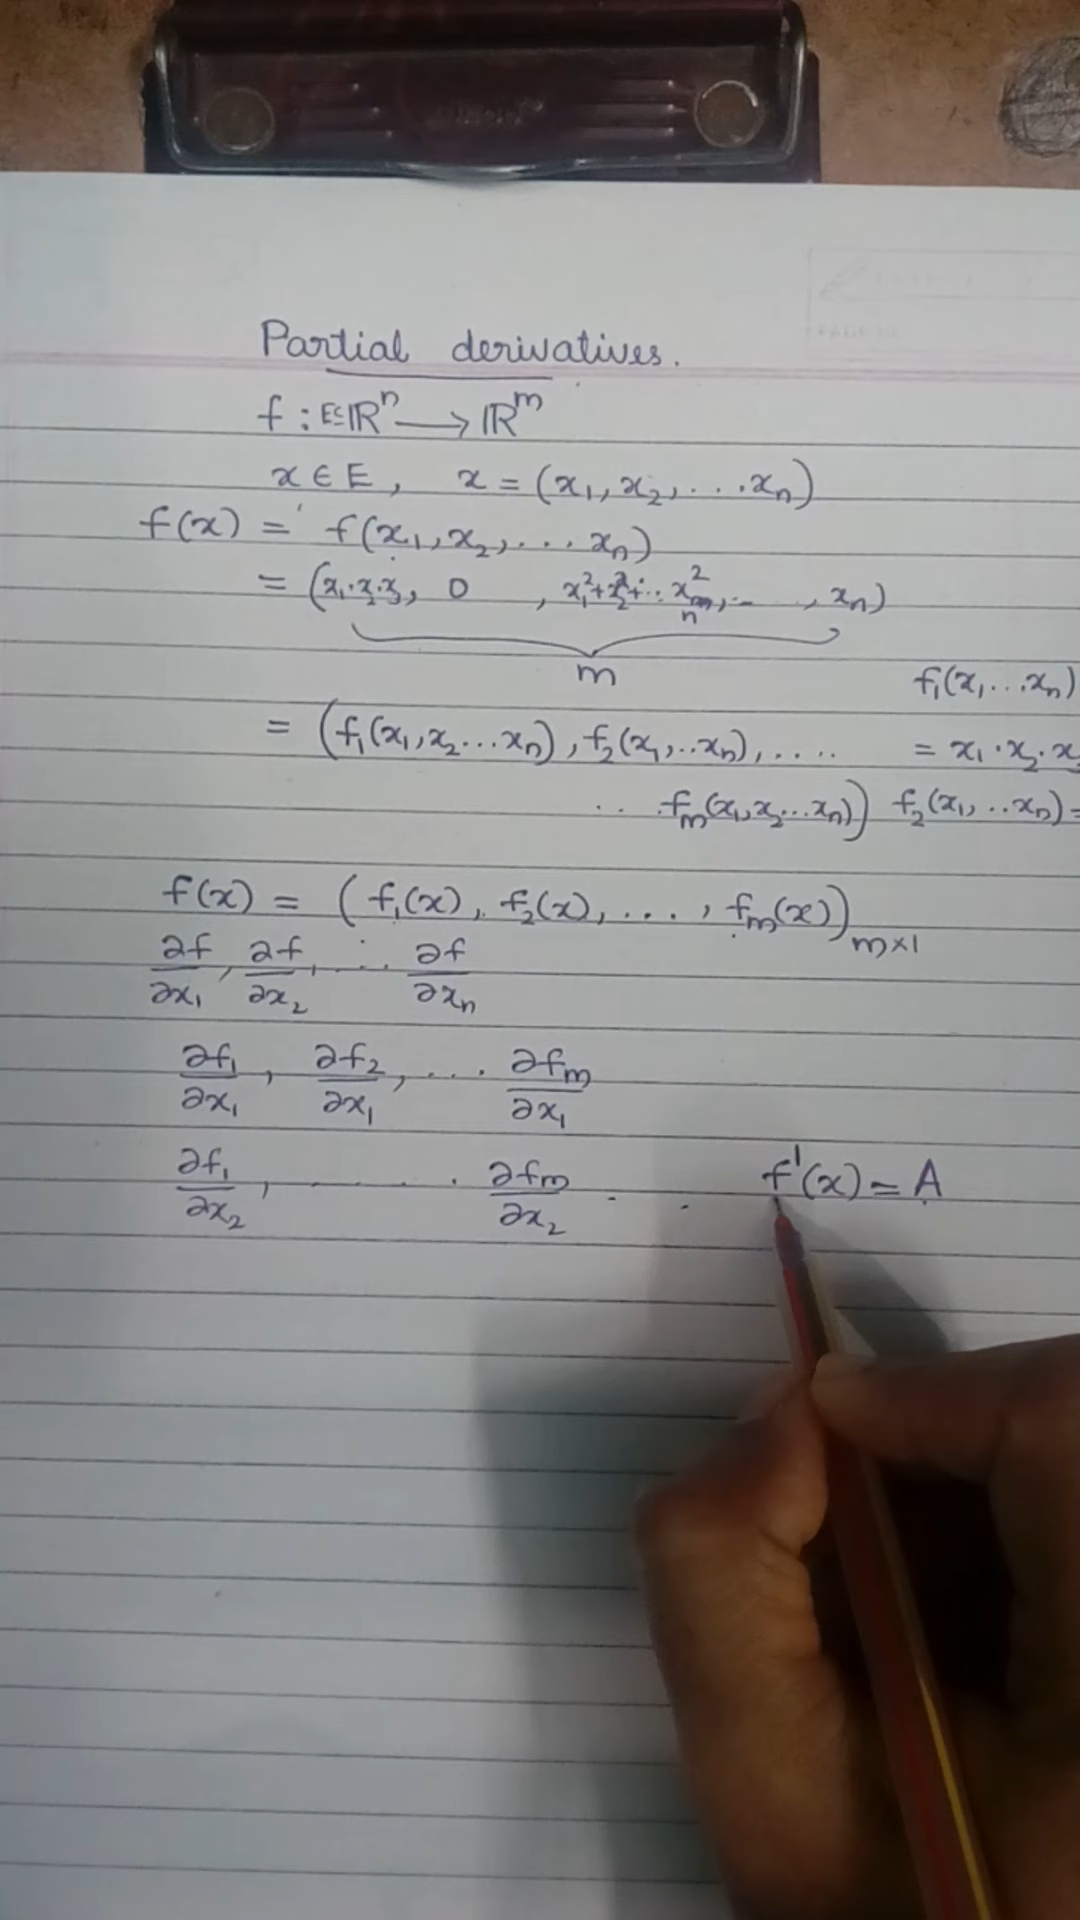 Partial derivatives.
f : E⊆ℝⁿ ⟶ ℝᵐ
x ∈ E, x = (x₁, x₂, ...xₙ)
f(x) = f(x₁, x₂, ... xₙ)
= (x₁·x₂·x₃, 0, x₁²+x₂²+.. xₙ², ... , xₙ)
m
f₁(x₁...xₙ)
= (f₁(x₁, x₂...xₙ), f₂(x₁,..xₙ), .... = x₁·x₂·x₃
.. fₘ(x₁, x₂...xₙ)) f₂(x₁, ..xₙ) =
f(x) = (f₁(x), f₂(x), ..., fₘ(x))ₘₓ₁
∂f/∂x₁, ∂f/∂x₂, ... ∂f/∂xₙ
∂f₁/∂x₁, ∂f₂/∂x₁, ... ∂fₘ/∂x₁
∂f₁/∂x₂, ..... ∂fₘ/∂x₂ . . f'(x) = A